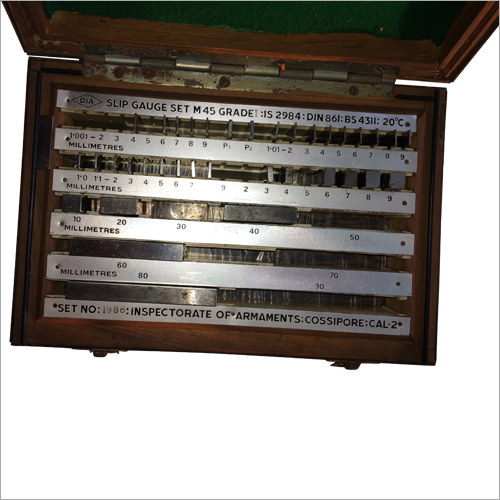 DIA SLIP GAUGE SET M 45 GRADE I :IS 2984: DIN 861: BS 4311: 20°C
1·001 - 2 3 4 5 6 7 8 9 P1 P2 1·01 - 2 3 4 5 6 7 8 9
MILLIMETRES
1·0 1·1 - 2 3 4 5 6 7 9 1 2 3 4 5 6 7 8 9
MILLIMETRES
10 20 30 40 50
MILLIMETRES
60 70
MILLIMETRES
80 90
SET NO: 1988: INSPECTORATE OF ARMAMENTS: COSSIPORE: CAL-2